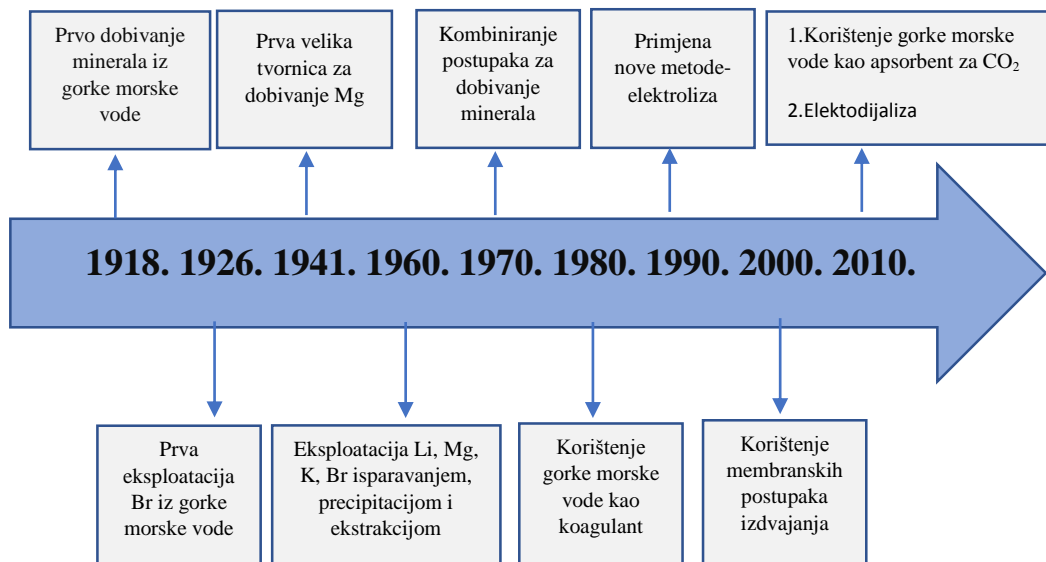 Prvo dobivanje
minerala iz
gorke morske
vode
Prva velika
tvornica za
dobivanje Mg
Kombiniranje
postupaka za
dobivanje
minerala
Primjena
nove metode-
elektroliza
1.Korištenje gorke morske
vode kao apsorbent za CO₂
2.Elektodijaliza
1918. 1926. 1941. 1960. 1970. 1980. 1990. 2000. 2010.
Prva
eksploatacija
Br iz gorke
morske vode
Eksploatacija Li, Mg,
K, Br isparavanjem,
precipitacijom i
ekstrakcijom
Korištenje
gorke morske
vode kao
koagulant
Korištenje
membranskih
postupaka
izdvajanja